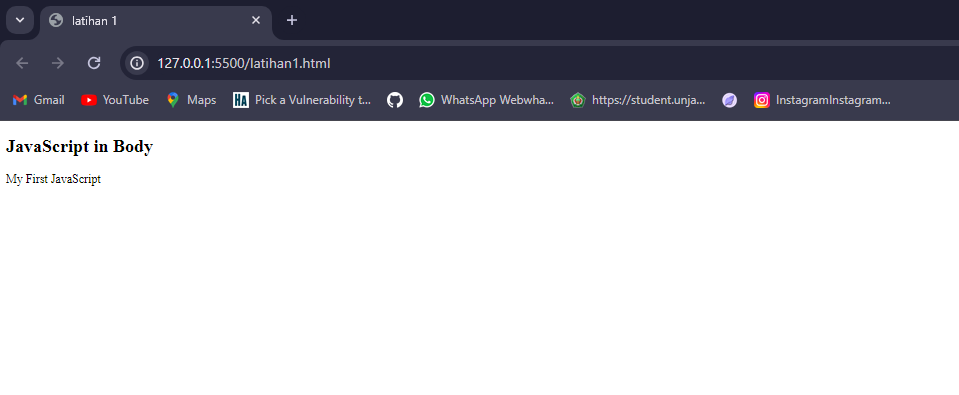 latihan 1
127.0.0.1:5500/latihan1.html
Gmail YouTube Maps Pick a Vulnerability t... WhatsApp Webwha... https://student.unja... InstagramInstagram...
JavaScript in Body
My First JavaScript